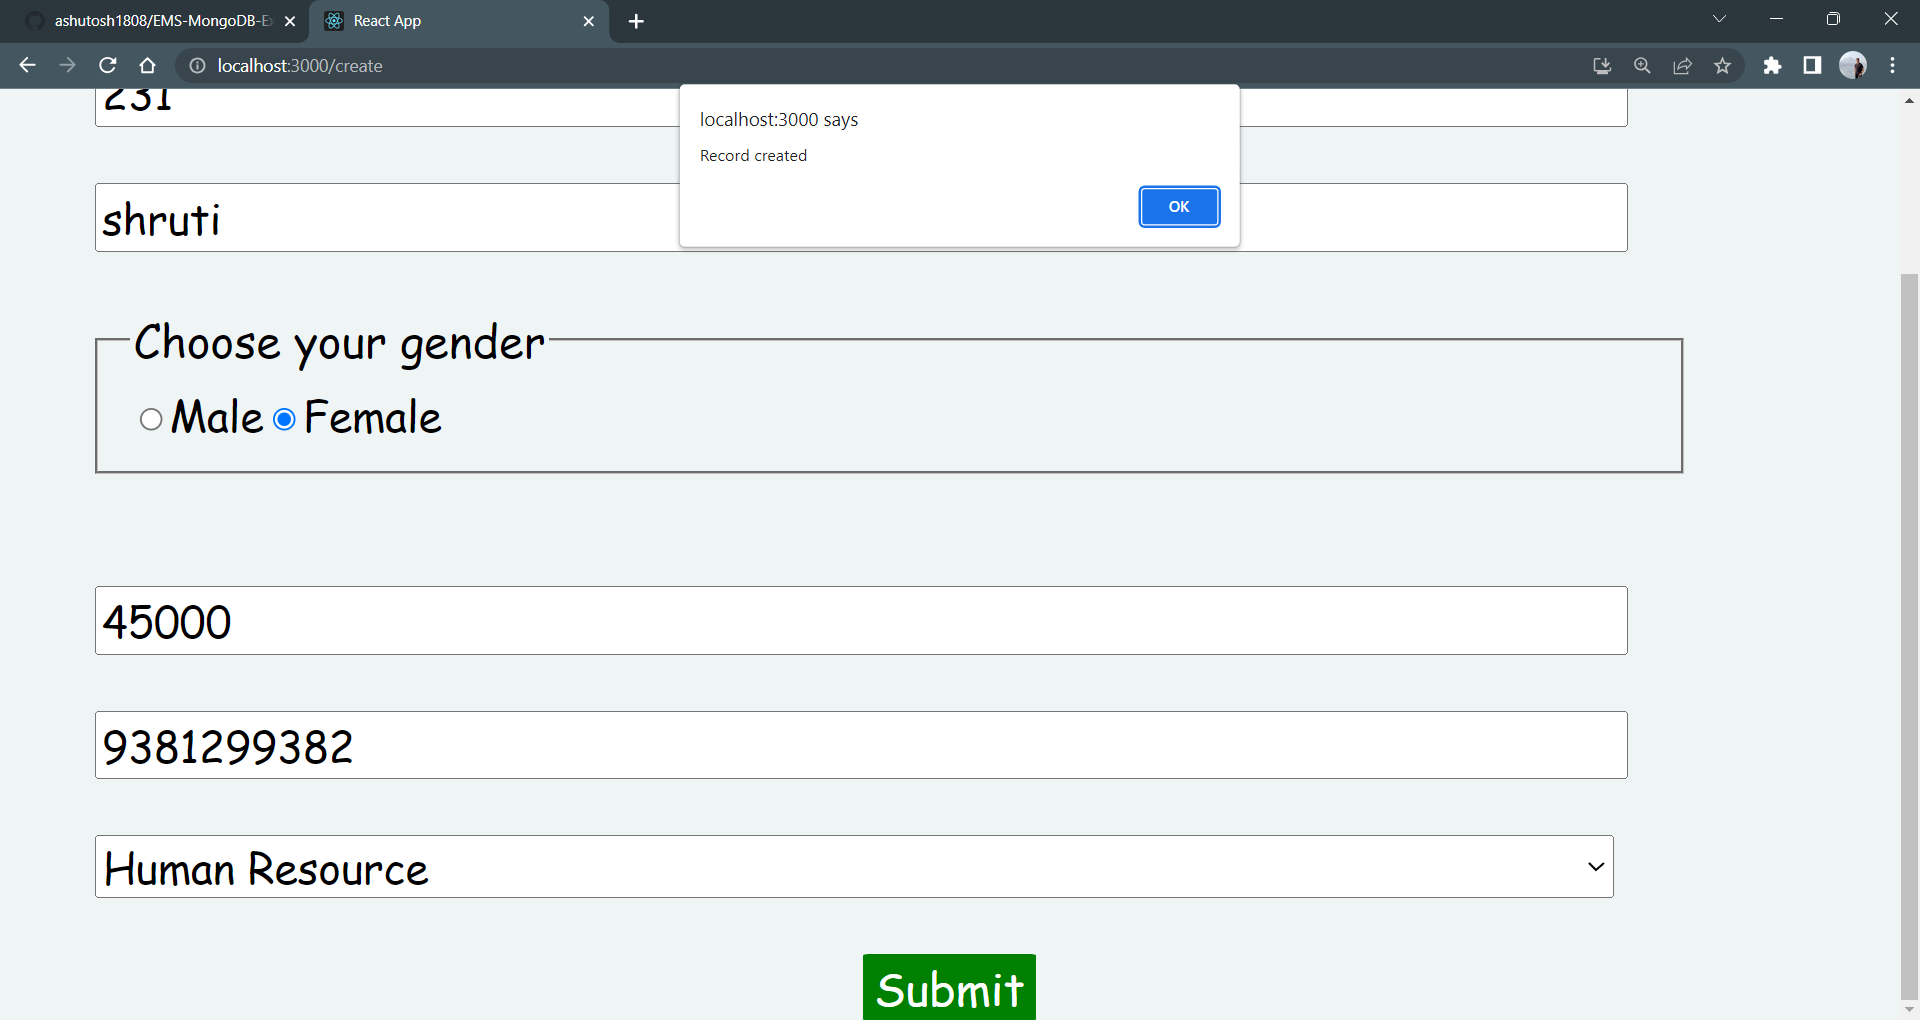 ashutosh1808/EMS-MongoDB-E
React App
localhost:3000/create
231
localhost:3000 says
Record created
OK
shruti
Choose your gender
Male
Female
45000
9381299382
Human Resource
Submit